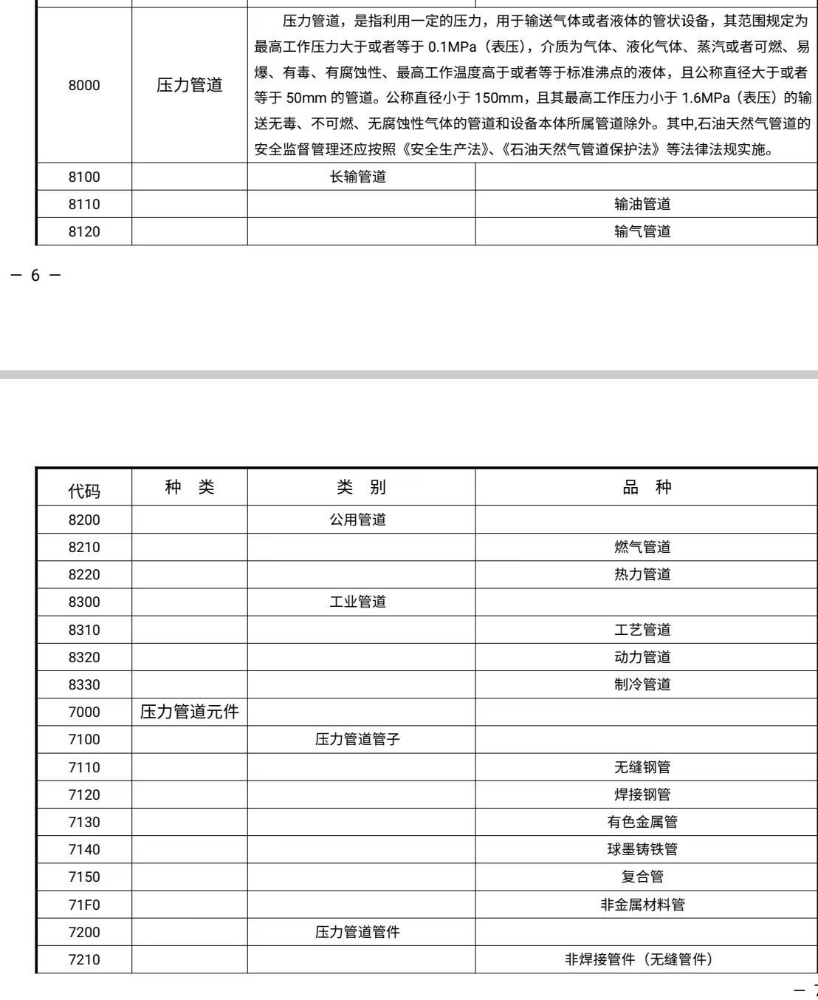 压力管道，是指利用一定的压力，用于输送气体或者液体的管状设备，其范围规定为
最高工作压力大于或者等于 0.1MPa（表压），介质为气体、液化气体、蒸汽或者可燃、易
爆、有毒、有腐蚀性、最高工作温度高于或者等于标准沸点的液体，且公称直径大于或者
8000 压力管道
等于 50mm 的管道。公称直径小于 150mm，且其最高工作压力小于 1.6MPa（表压）的输
送无毒、不可燃、无腐蚀性气体的管道和设备本体所属管道除外。其中,石油天然气管道的
安全监督管理还应按照《安全生产法》、《石油天然气管道保护法》等法律法规实施。
8100 长输管道
8110 输油管道
8120 输气管道
— 6 —
代码 种 类 类 别 品 种
8200 公用管道
8210 燃气管道
8220 热力管道
8300 工业管道
8310 工艺管道
8320 动力管道
8330 制冷管道
7000 压力管道元件
7100 压力管道管子
7110 无缝钢管
7120 焊接钢管
7130 有色金属管
7140 球墨铸铁管
7150 复合管
71F0 非金属材料管
7200 压力管道管件
7210 非焊接管件（无缝管件）
—